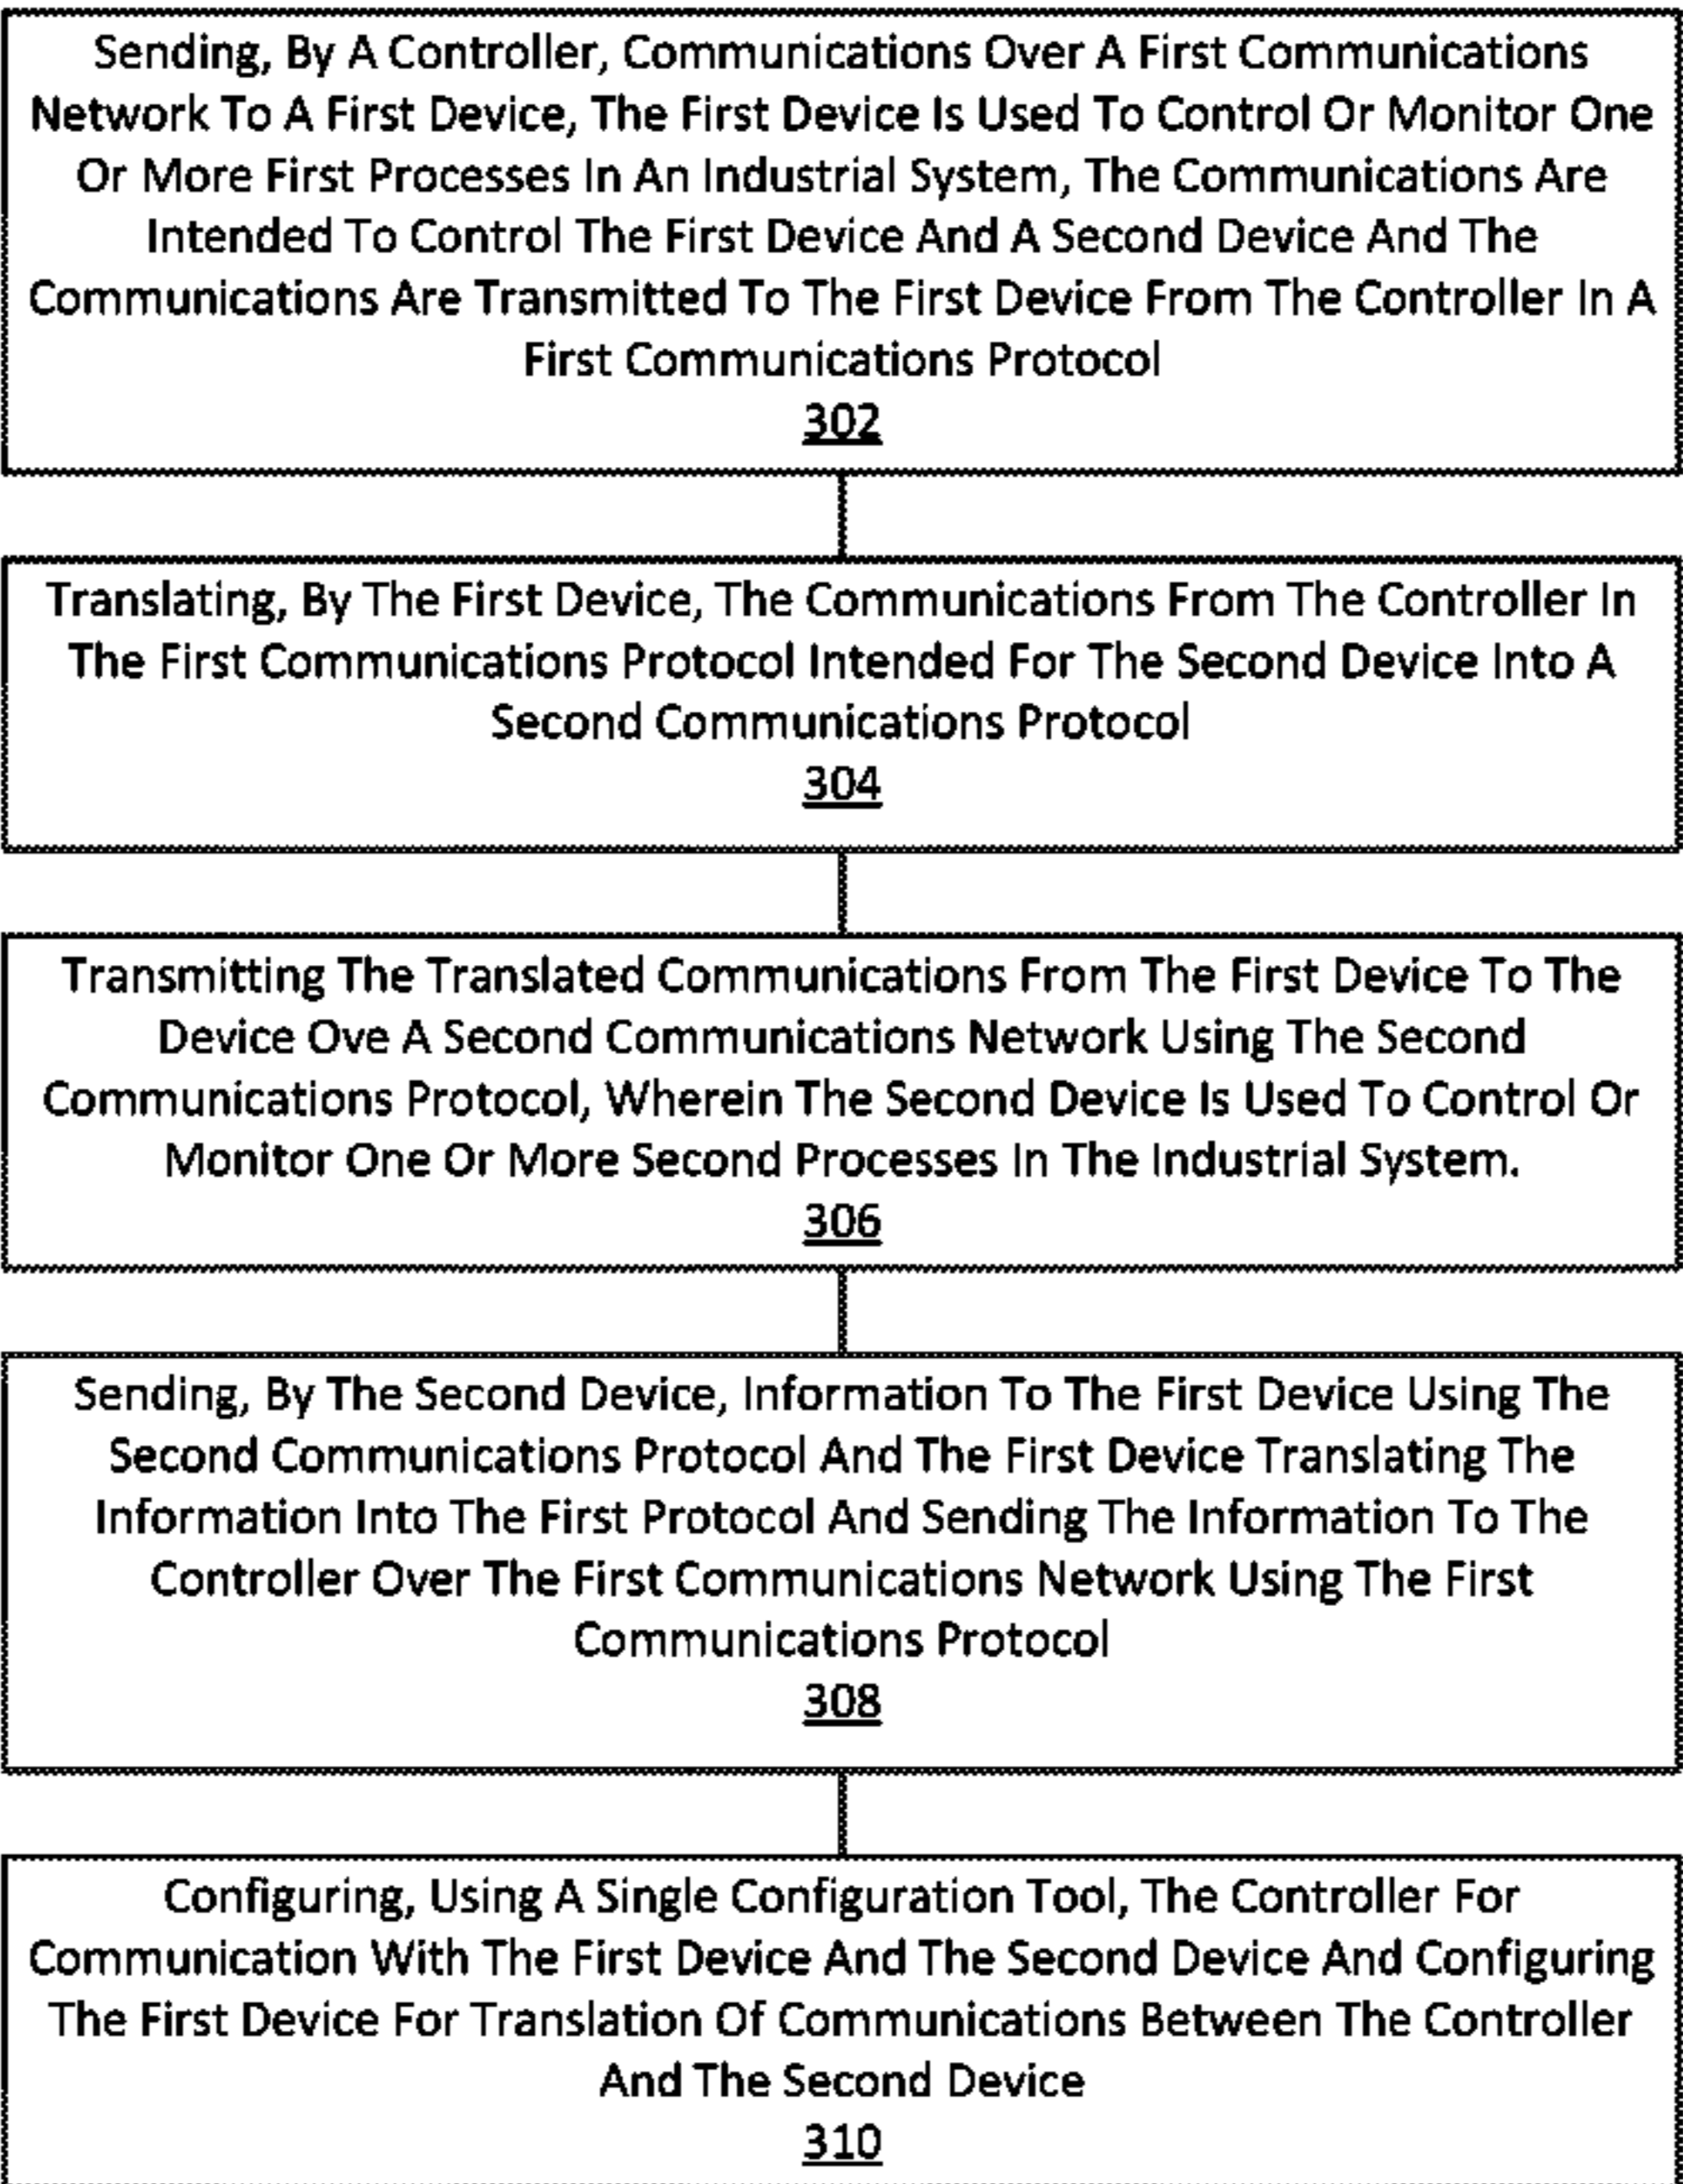 Sending, By A Controller, Communications Over A First Communications
Network To A First Device, The First Device Is Used To Control Or Monitor One
Or More First Processes In An Industrial System, The Communications Are
Intended To Control The First Device And A Second Device And The
Communications Are Transmitted To The First Device From The Controller In A
First Communications Protocol
302
Translating, By The First Device, The Communications From The Controller In
The First Communications Protocol Intended For The Second Device Into A
Second Communications Protocol
304
Transmitting The Translated Communications From The First Device To The
Device Ove A Second Communications Network Using The Second
Communications Protocol, Wherein The Second Device Is Used To Control Or
Monitor One Or More Second Processes In The Industrial System.
306
Sending, By The Second Device, Information To The First Device Using The
Second Communications Protocol And The First Device Translating The
Information Into The First Protocol And Sending The Information To The
Controller Over The First Communications Network Using The First
Communications Protocol
308
Configuring, Using A Single Configuration Tool, The Controller For
Communication With The First Device And The Second Device And Configuring
The First Device For Translation Of Communications Between The Controller
And The Second Device
310